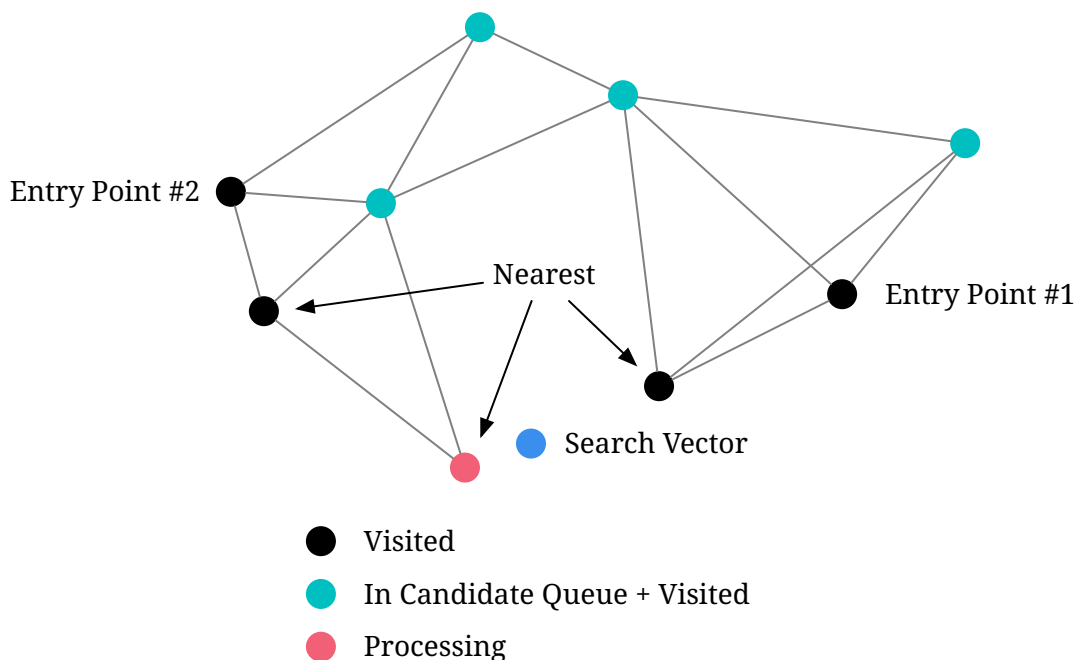 Entry Point #2
Nearest
Entry Point #1
Search Vector
Visited
In Candidate Queue + Visited
Processing